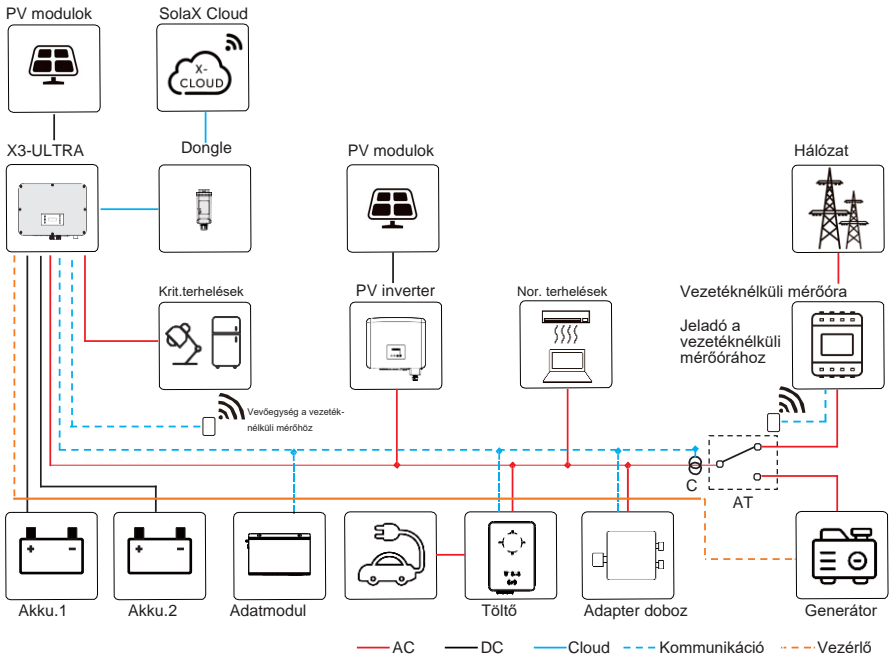 PV modulok
SolaX Cloud
X-
CLOUD
X3-ULTRA
Dongle
PV modulok
Hálózat
Krit.terhelések
PV inverter
Nor. terhelések
Vezetéknélküli mérőóra
Jeladó a
vezetéknélküli
mérőórához
Vevőegység a vezeték-
nélküli mérőhöz
C
AT
Akku.1
Akku.2
Adatmodul
Töltő
Adapter doboz
Generátor
AC
DC
Cloud
Kommunikáció
Vezérlő